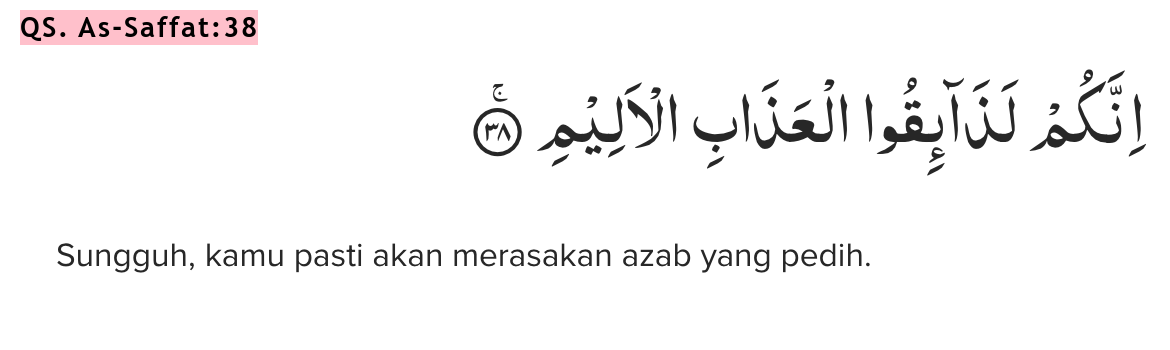 QS. As-Saffat:38
اِنَّكُمْ لَذَاۤىِٕقُوا الْعَذَابِ الْاَلِيْمِ ۚ ٣٨
Sungguh, kamu pasti akan merasakan azab yang pedih.